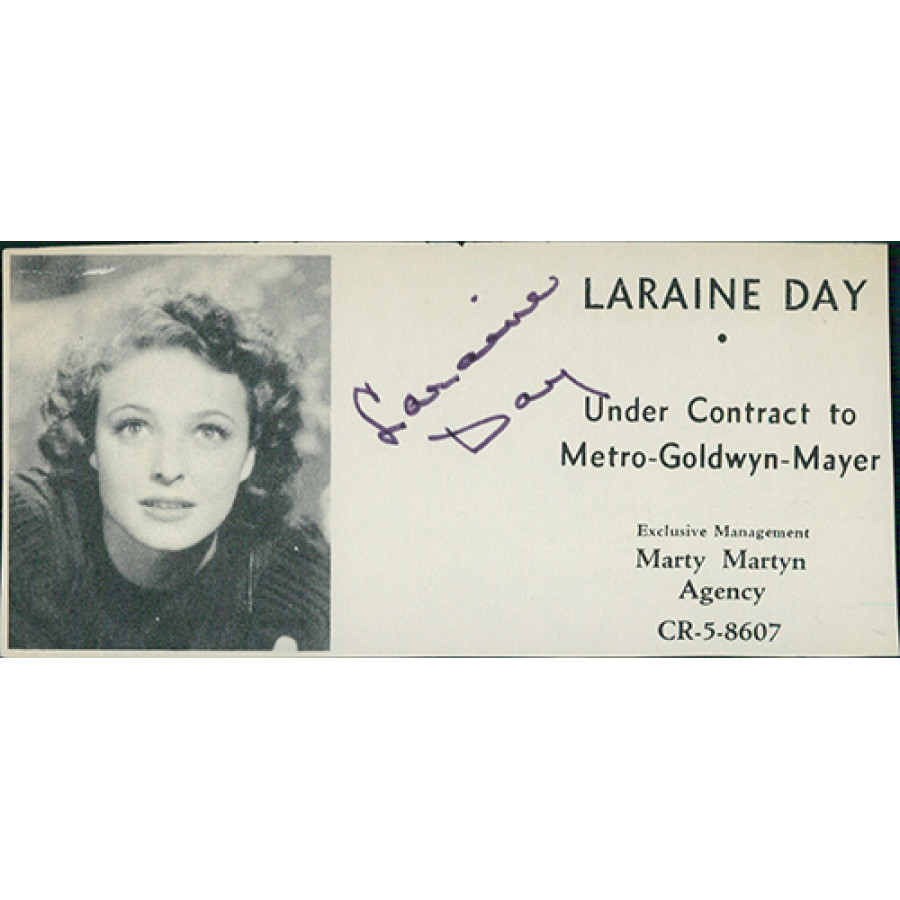 Laraine
Day
LARAINE DAY
•
Under Contract to
Metro-Goldwyn-Mayer
Exclusive Management
Marty Martyn
Agency
CR-5-8607